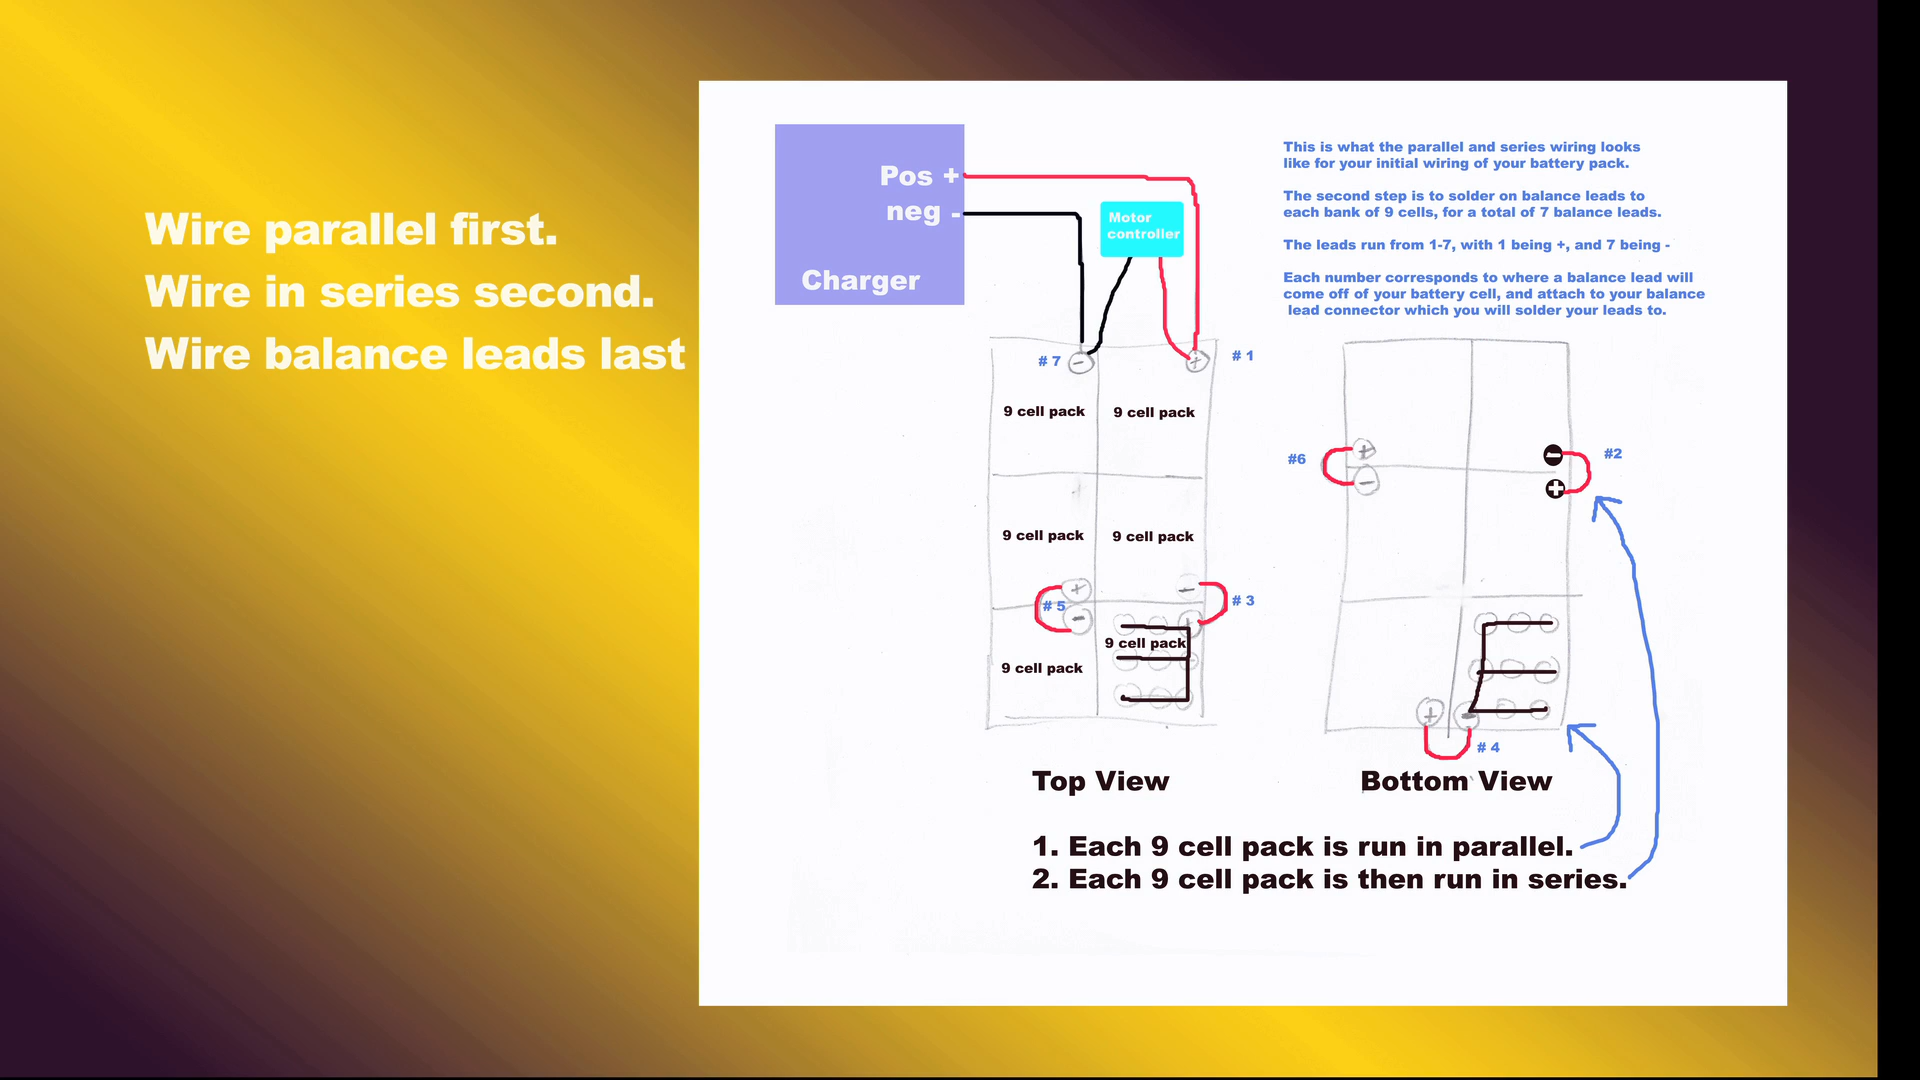 Wire parallel first.
Wire in series second.
Wire balance leads last
Pos +
neg -
Charger
Motor
controller
This is what the parallel and series wiring looks
like for your initial wiring of your battery pack.
The second step is to solder on balance leads to
each bank of 9 cells, for a total of 7 balance leads.
The leads run from 1-7, with 1 being +, and 7 being -
Each number corresponds to where a balance lead will
come off of your battery cell, and attach to your balance
lead connector which you will solder your leads to.
# 7 - + # 1
9 cell pack 9 cell pack
9 cell pack 9 cell pack
+ -
# 5 # 3
- +
9 cell pack
9 cell pack
#6 + - #2
- +
+ -
# 4
Top View Bottom View
1. Each 9 cell pack is run in parallel.
2. Each 9 cell pack is then run in series.